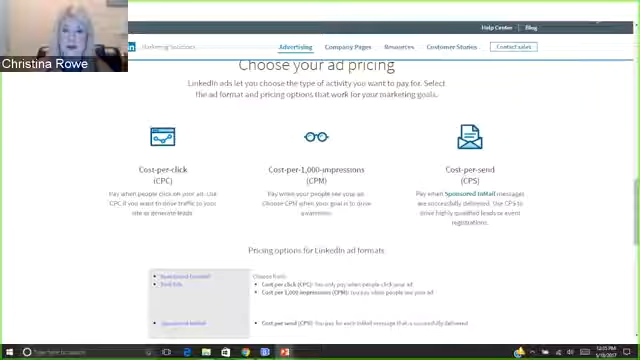 Help Center | Blog
in Marketing Solutions
Advertising Company Pages Resources Customer Stories Contact sales
Christina Rowe
Choose your ad pricing
LinkedIn ads let you choose the type of activity you want to pay for. Select
the ad format and pricing options that work for your marketing goals.
Cost-per-click
(CPC)
Pay when people click on your ad. Use
CPC if you want to drive traffic to your
site or generate leads
Cost-per-1,000-impressions
(CPM)
Pay when your people see your ad.
Choose CPM when your goal is to drive
awareness.
Cost-per-send
(CPS)
Pay when Sponsored InMail messages
are successfully delivered. Use CPS to
drive highly qualified leads or event
registrations.
Pricing options for LinkedIn ad formats
Sponsored Content
Text Ads
Choose from:
Cost per click (CPC): You only pay when people click your ad
Cost per 1,000 impressions (CPM): You pay when people see your ad
Sponsored InMail
Cost per send (CPS): You pay for each InMail message that is successfully delivered
12:35 PM